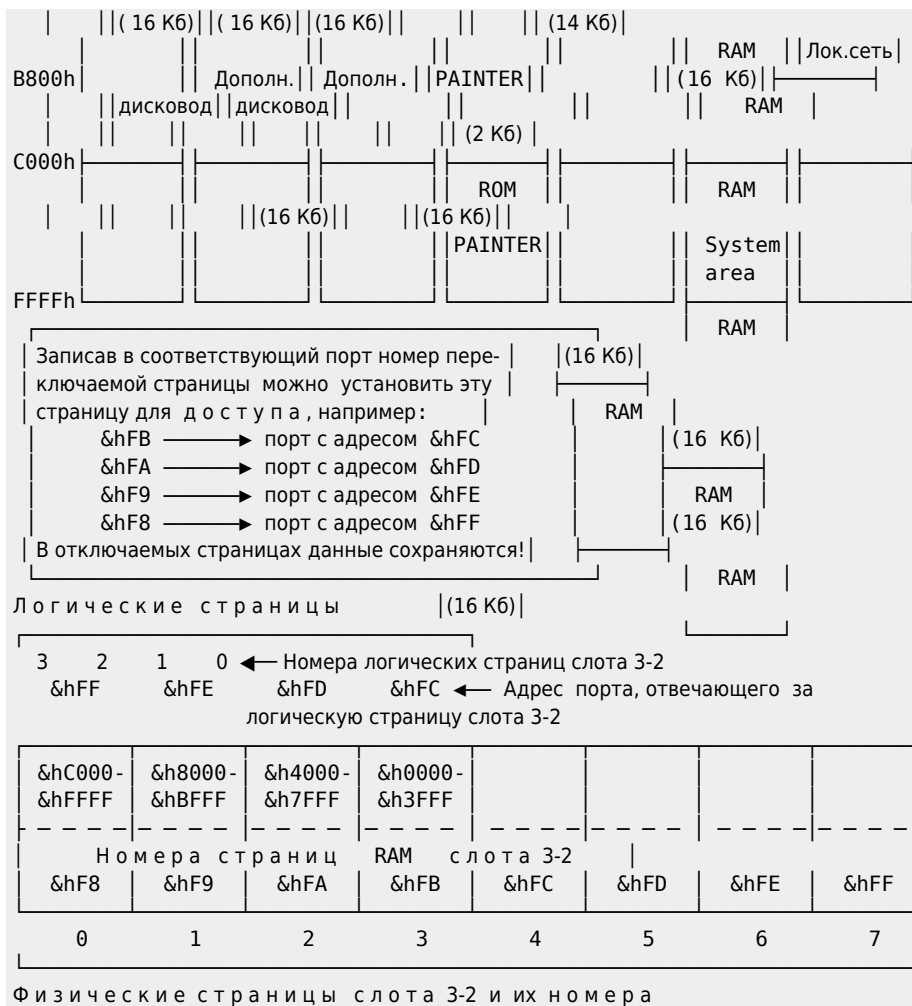 ( 16 Кб) ( 16 Кб) (16 Кб) (14 Кб)
RAM Лок.сеть
B800h Дополн. Дополн. PAINTER (16 Кб)
дисковод дисковод RAM
(2 Кб)
C000h
ROM RAM
(16 Кб) (16 Кб)
PAINTER System
area
FFFFh
RAM
Записав в соответствующий порт номер пере- (16 Кб)
ключаемой страницы можно установить эту
страницу для д о с т у п а , например: RAM
&hFB ———► порт с адресом &hFC (16 Кб)
&hFA ———► порт с адресом &hFD
&hF9 ———► порт с адресом &hFE RAM
&hF8 ———► порт с адресом &hFF (16 Кб)
В отключаемых страницах данные сохраняются!
RAM
Л о г и ч е с к и е с т р а н и ц ы (16 Кб)
3 2 1 0 ◄— Номера логических страниц слота 3-2
&hFF &hFE &hFD &hFC ◄— Адрес порта, отвечающего за
логическую страницу слота 3-2
&hC000- &h8000- &h4000- &h0000-
&hFFFF &hBFFF &h7FFF &h3FFF
Н о м е р а с т р а н и ц RAM с л о т а 3-2
&hF8 &hF9 &hFA &hFB &hFC &hFD &hFE &hFF
0 1 2 3 4 5 6 7
Ф и з и ч е с к и е с т р а н и ц ы с л о т а 3-2 и их н о м е р а